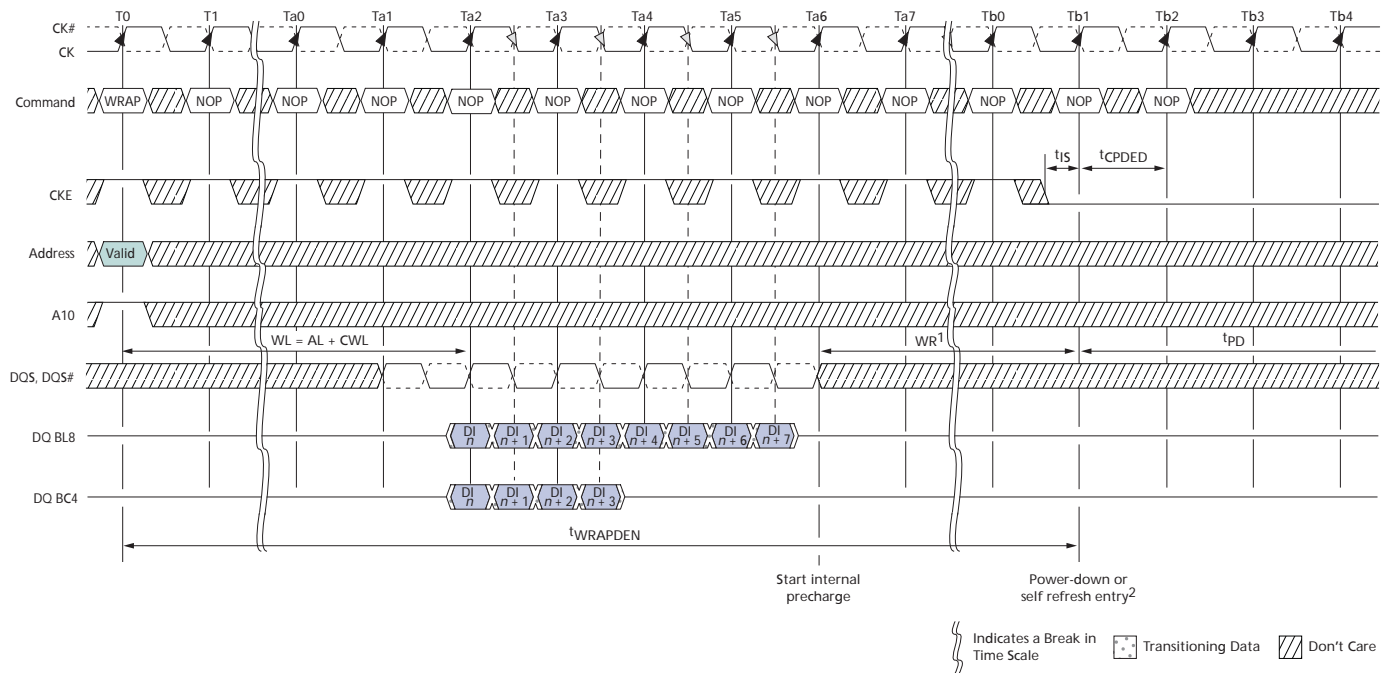 T0 T1 Ta0 Ta1 Ta2 Ta3 Ta4 Ta5 Ta6 Ta7 Tb0 Tb1 Tb2 Tb3 Tb4
CK#
CK
Command WRAP NOP NOP NOP NOP NOP NOP NOP NOP NOP NOP NOP NOP
tIS tCPDED
CKE
Address Valid
A10
WL = AL + CWL WR1 tPD
DQS, DQS#
DQ BL8 DI n DI n + 1 DI n + 2 DI n + 3 DI n + 4 DI n + 5 DI n + 6 DI n + 7
DQ BC4 DI n DI n + 1 DI n + 2 DI n + 3
tWRAPDEN
Start internal
precharge
Power-down or
self refresh entry2
Indicates a Break in
Time Scale
Transitioning Data
Don't Care